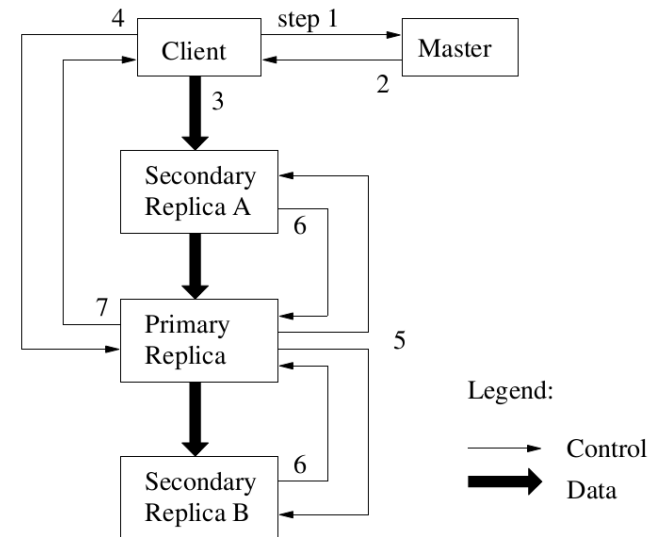 4
step 1
Client
Master
2
3
Secondary
Replica A
6
7
Primary
Replica
5
Legend:
Control
6
Secondary
Replica B
Data